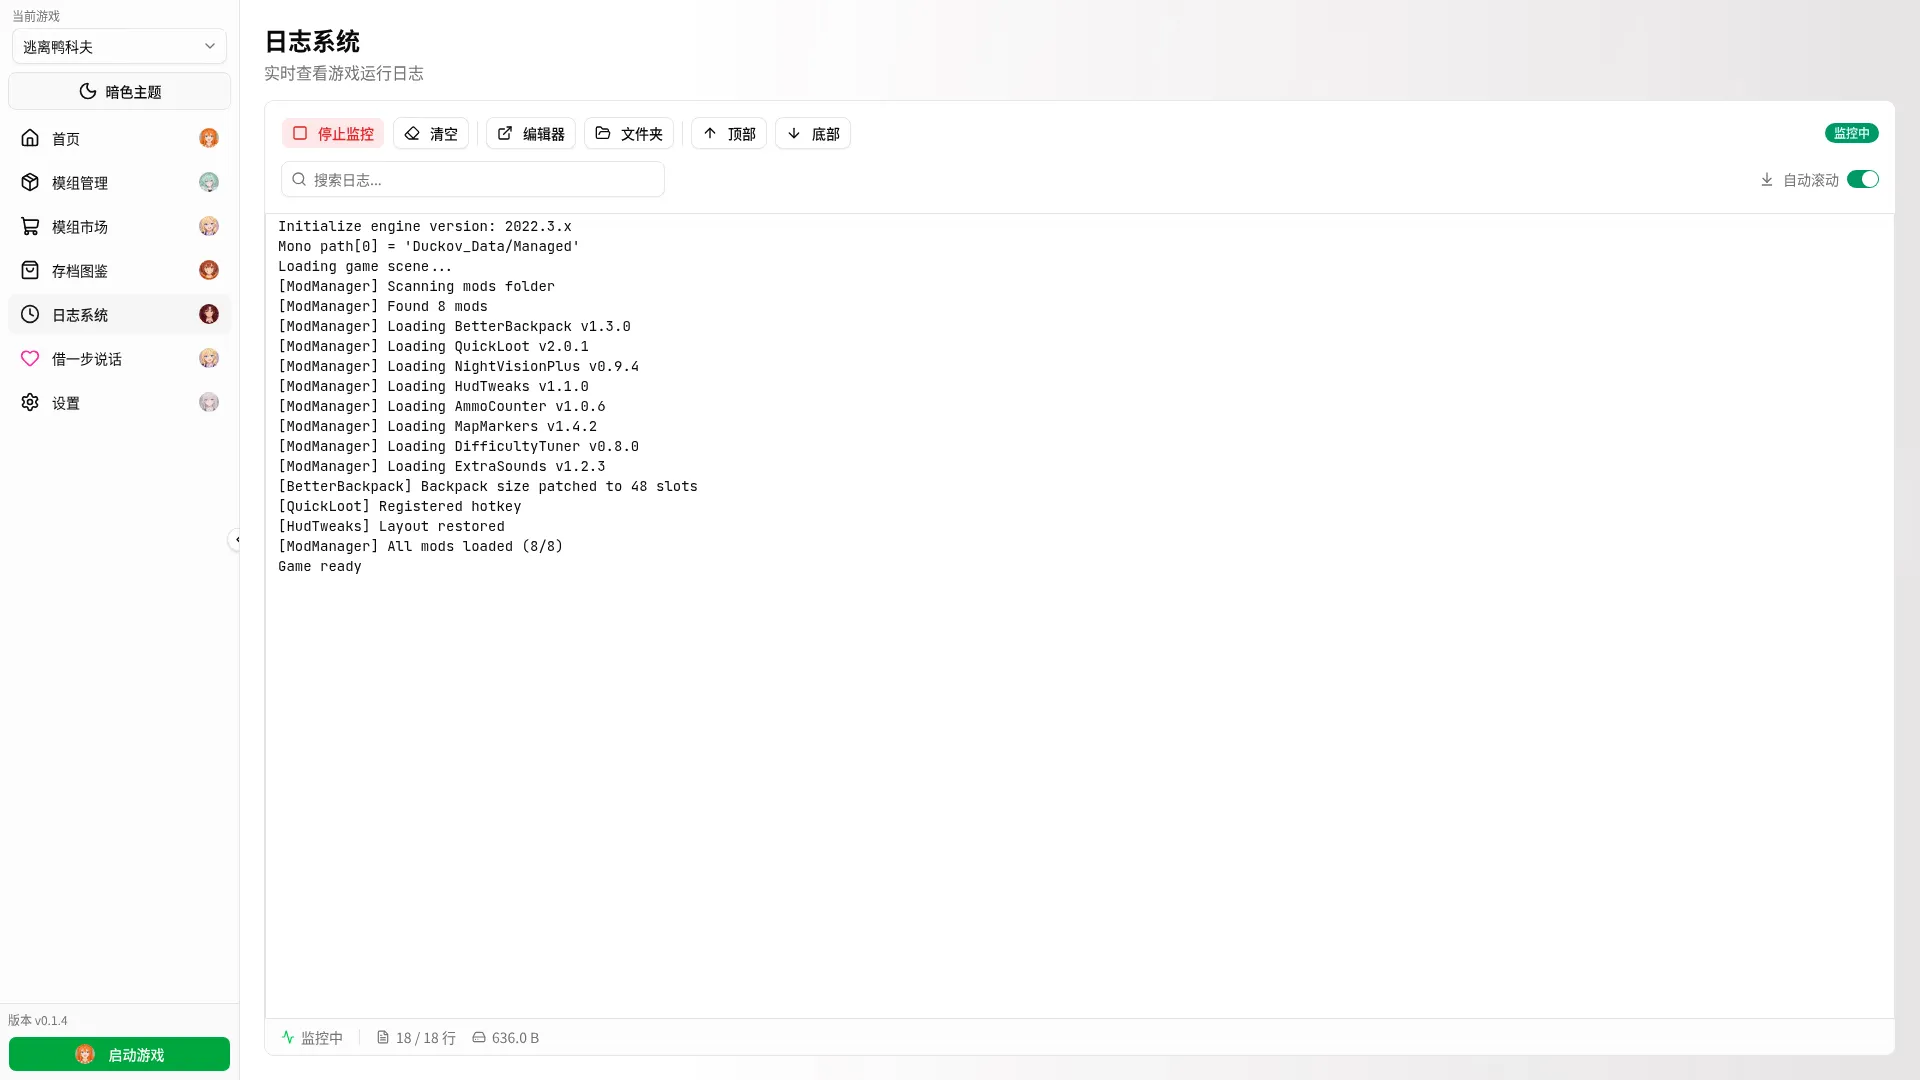 当前游戏
逃离鸭科夫
暗色主题
首页
模组管理
模组市场
存档图鉴
日志系统
借一步说话
设置
版本 v0.1.4
启动游戏
日志系统
实时查看游戏运行日志
停止监控 清空 编辑器 文件夹 顶部 底部 监控中
搜索日志... 自动滚动
Initialize engine version: 2022.3.x
Mono path[0] = 'Duckov_Data/Managed'
Loading game scene...
[ModManager] Scanning mods folder
[ModManager] Found 8 mods
[ModManager] Loading BetterBackpack v1.3.0
[ModManager] Loading QuickLoot v2.0.1
[ModManager] Loading NightVisionPlus v0.9.4
[ModManager] Loading HudTweaks v1.1.0
[ModManager] Loading AmmoCounter v1.0.6
[ModManager] Loading MapMarkers v1.4.2
[ModManager] Loading DifficultyTuner v0.8.0
[ModManager] Loading ExtraSounds v1.2.3
[BetterBackpack] Backpack size patched to 48 slots
[QuickLoot] Registered hotkey
[HudTweaks] Layout restored
[ModManager] All mods loaded (8/8)
Game ready
监控中 18 / 18 行 636.0 B